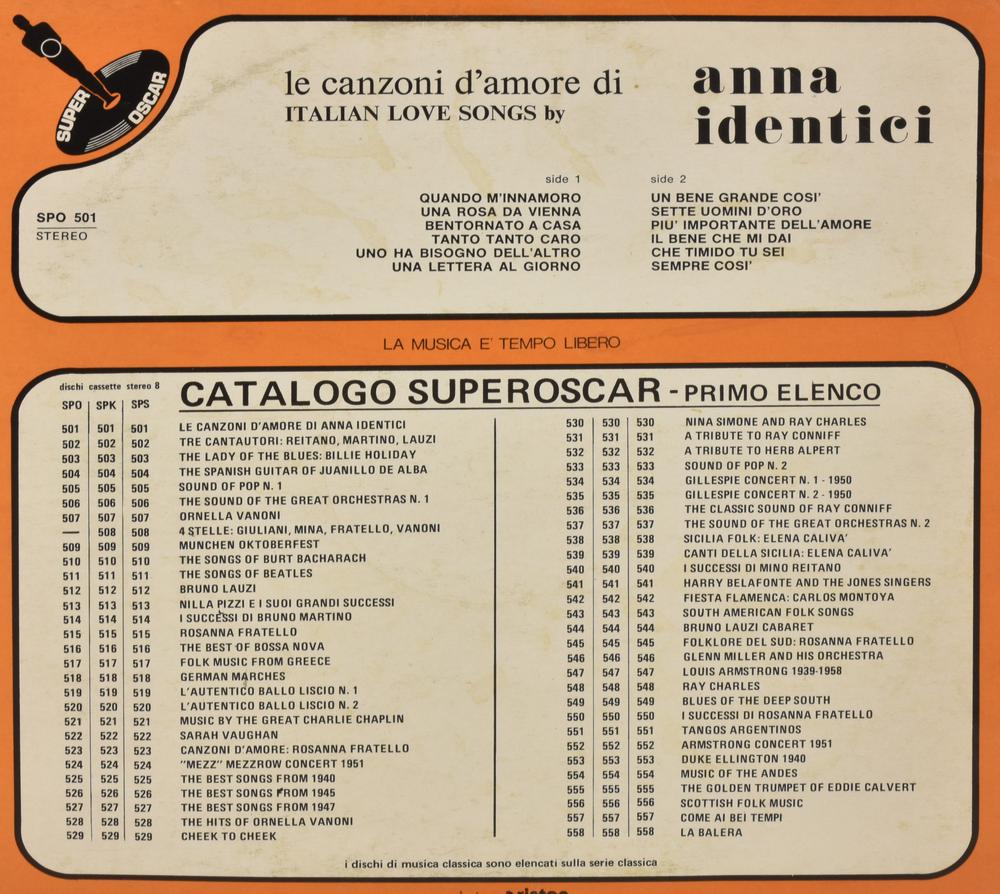 SUPER OSCAR
le canzoni d'amore di
ITALIAN LOVE SONGS by
anna
identici
SPO 501
STEREO
side 1
QUANDO M'INNAMORO
UNA ROSA DA VIENNA
BENTORNATO A CASA
TANTO TANTO CARO
UNO HA BISOGNO DELL'ALTRO
UNA LETTERA AL GIORNO
side 2
UN BENE GRANDE COSI'
SETTE UOMINI D'ORO
PIU' IMPORTANTE DELL'AMORE
IL BENE CHE MI DAI
CHE TIMIDO TU SEI
SEMPRE COSI'
LA MUSICA E' TEMPO LIBERO
CATALOGO SUPEROSCAR - PRIMO ELENCO
dischi cassette stereo 8
SPO SPK SPS
501 501 501 LE CANZONI D'AMORE DI ANNA IDENTICI
502 502 502 TRE CANTAUTORI: REITANO, MARTINO, LAUZI
503 503 503 THE LADY OF THE BLUES: BILLIE HOLIDAY
504 504 504 THE SPANISH GUITAR OF JUANILLO DE ALBA
505 505 505 SOUND OF POP N. 1
506 506 506 THE SOUND OF THE GREAT ORCHESTRAS N. 1
507 507 507 ORNELLA VANONI
— 508 508 4 STELLE: GIULIANI, MINA, FRATELLO, VANONI
509 509 509 MUNCHEN OKTOBERFEST
510 510 510 THE SONGS OF BURT BACHARACH
511 511 511 THE SONGS OF BEATLES
512 512 512 BRUNO LAUZI
513 513 513 NILLA PIZZI E I SUOI GRANDI SUCCESSI
514 514 514 I SUCCESSI DI BRUNO MARTINO
515 515 515 ROSANNA FRATELLO
516 516 516 THE BEST OF BOSSA NOVA
517 517 517 FOLK MUSIC FROM GREECE
518 518 518 GERMAN MARCHES
519 519 519 L'AUTENTICO BALLO LISCIO N. 1
520 520 520 L'AUTENTICO BALLO LISCIO N. 2
521 521 521 MUSIC BY THE GREAT CHARLIE CHAPLIN
522 522 522 SARAH VAUGHAN
523 523 523 CANZONI D'AMORE: ROSANNA FRATELLO
524 524 524 "MEZZ" MEZZROW CONCERT 1951
525 525 525 THE BEST SONGS FROM 1940
526 526 526 THE BEST SONGS FROM 1945
527 527 527 THE BEST SONGS FROM 1947
528 528 528 THE HITS OF ORNELLA VANONI
529 529 529 CHEEK TO CHEEK
530 530 530 NINA SIMONE AND RAY CHARLES
531 531 531 A TRIBUTE TO RAY CONNIFF
532 532 532 A TRIBUTE TO HERB ALPERT
533 533 533 SOUND OF POP N. 2
534 534 534 GILLESPIE CONCERT N. 1 - 1950
535 535 535 GILLESPIE CONCERT N. 2 - 1950
536 536 536 THE CLASSIC SOUND OF RAY CONNIFF
537 537 537 THE SOUND OF THE GREAT ORCHESTRAS N. 2
538 538 538 SICILIA FOLK: ELENA CALIVA'
539 539 539 CANTI DELLA SICILIA: ELENA CALIVA'
540 540 540 I SUCCESSI DI MINO REITANO
541 541 541 HARRY BELAFONTE AND THE JONES SINGERS
542 542 542 FIESTA FLAMENCA: CARLOS MONTOYA
543 543 543 SOUTH AMERICAN FOLK SONGS
544 544 544 BRUNO LAUZI CABARET
545 545 545 FOLKLORE DEL SUD: ROSANNA FRATELLO
546 546 546 GLENN MILLER AND HIS ORCHESTRA
547 547 547 LOUIS ARMSTRONG 1939-1958
548 548 548 RAY CHARLES
549 549 549 BLUES OF THE DEEP SOUTH
550 550 550 I SUCCESSI DI ROSANNA FRATELLO
551 551 551 TANGOS ARGENTINOS
552 552 552 ARMSTRONG CONCERT 1951
553 553 553 DUKE ELLINGTON 1940
554 554 554 MUSIC OF THE ANDES
555 555 555 THE GOLDEN TRUMPET OF EDDIE CALVERT
556 556 556 SCOTTISH FOLK MUSIC
557 557 557 COME AI BEI TEMPI
558 558 558 LA BALERA
i dischi di musica classica sono elencati sulla serie classica